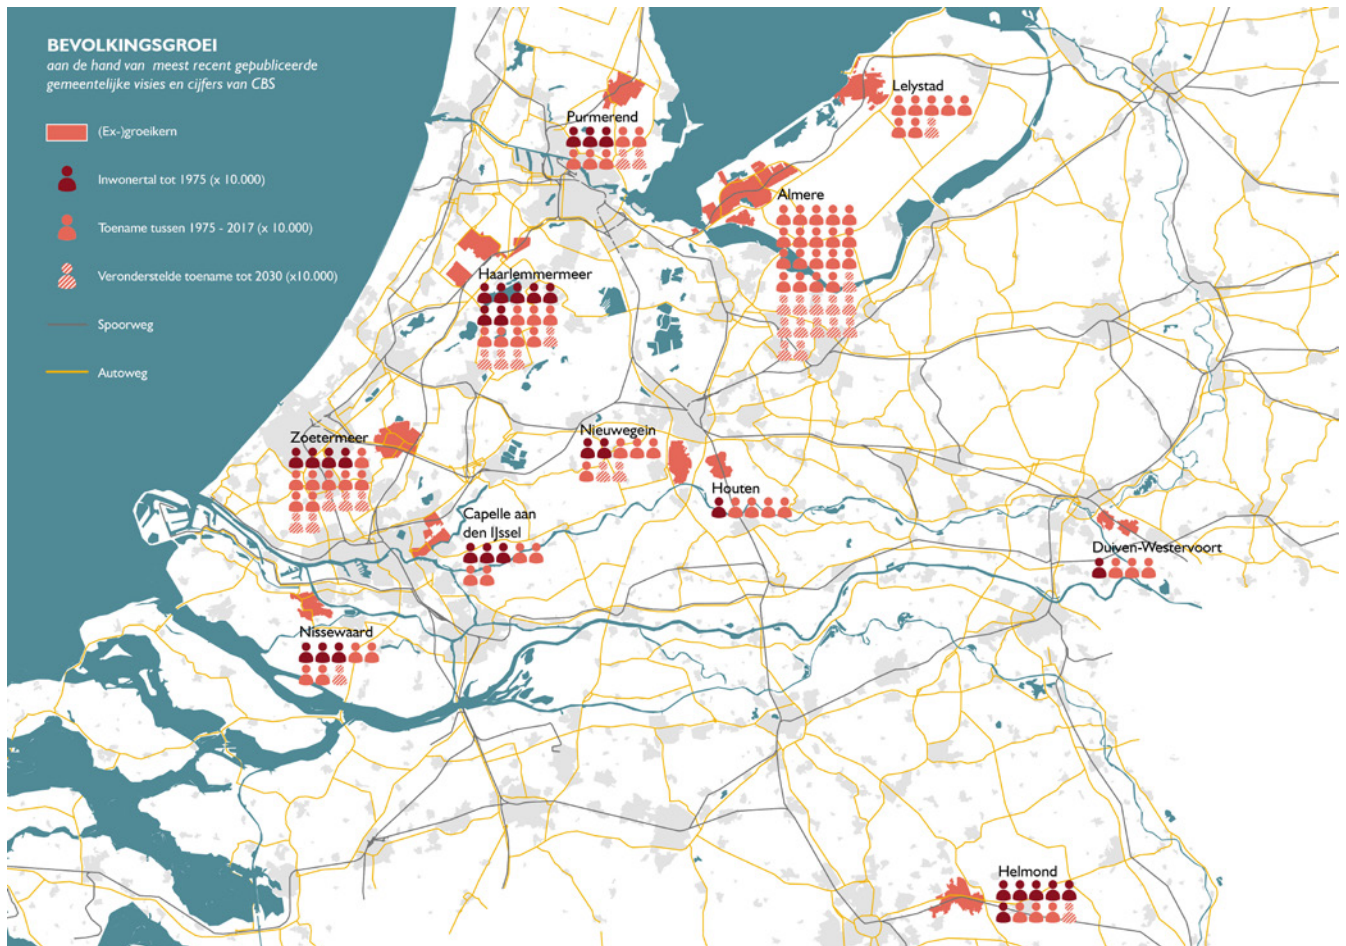 BEVOLKINGSGROEI
aan de hand van meest recent gepubliceerde
gemeentelijke visies en cijfers van CBS
(Ex-)groeikern
Inwonertal tot 1975 (x 10.000)
Toename tussen 1975 - 2017 (x 10.000)
Veronderstelde toename tot 2030 (x10.000)
Spoorweg
Autoweg
Lelystad
Purmerend
Almere
Haarlemmermeer
Nieuwegein
Zoetermeer
Houten
Capelle aan
den IJssel
Duiven-Westervoort
Nissewaard
Helmond